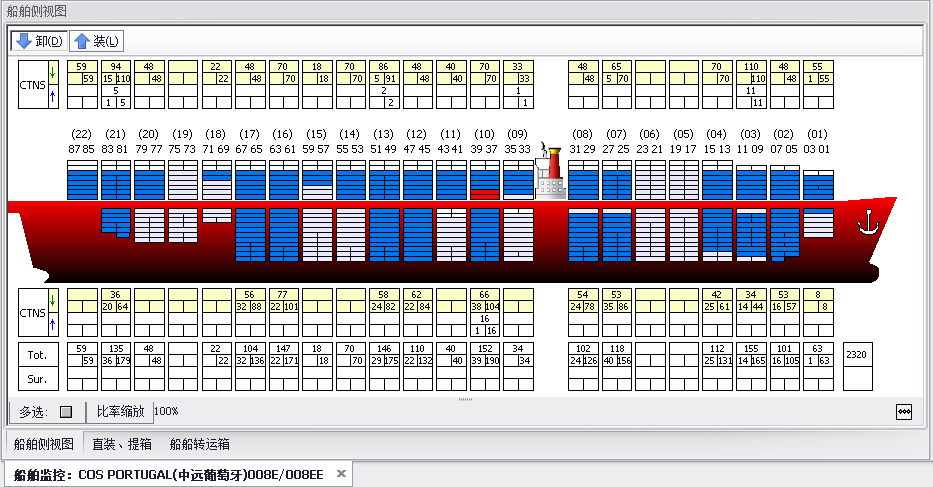 船舶侧视图
卸(D) 装(L)
CTNS 59 94 48 22 48 70 18 70 86 48 40 70 33 48 65 70 110 48 55
59 15 110 48 22 48 70 18 70 5 91 48 40 70 33 48 5 70 70 110 48 1 55
5 2 1 11
1 5 2 1 11
(22) (21) (20) (19) (18) (17) (16) (15) (14) (13) (12) (11) (10) (09) (08) (07) (06) (05) (04) (03) (02) (01)
87 85 83 81 79 77 75 73 71 69 67 65 63 61 59 57 55 53 51 49 47 45 43 41 39 37 35 33 31 29 27 25 23 21 19 17 15 13 11 09 07 05 03 01
CTNS 36 56 77 58 62 66 54 53 42 34 53 8
20 64 32 88 22 101 24 82 22 84 38 104 24 78 35 86 25 61 14 44 16 57 8
16
1 16
Tot. 59 135 48 22 104 147 18 70 146 110 40 152 34 102 118 112 155 101 63 2320
59 36 179 48 22 32 136 22 171 18 70 29 175 22 132 40 39 190 34 24 126 40 156 25 131 14 165 16 105 1 63
Sur.
多选: 比率缩放 100%
船舶侧视图 直装、提箱 船舶转运箱
船舶监控: COS PORTUGAL(中远葡萄牙)008E/008EE